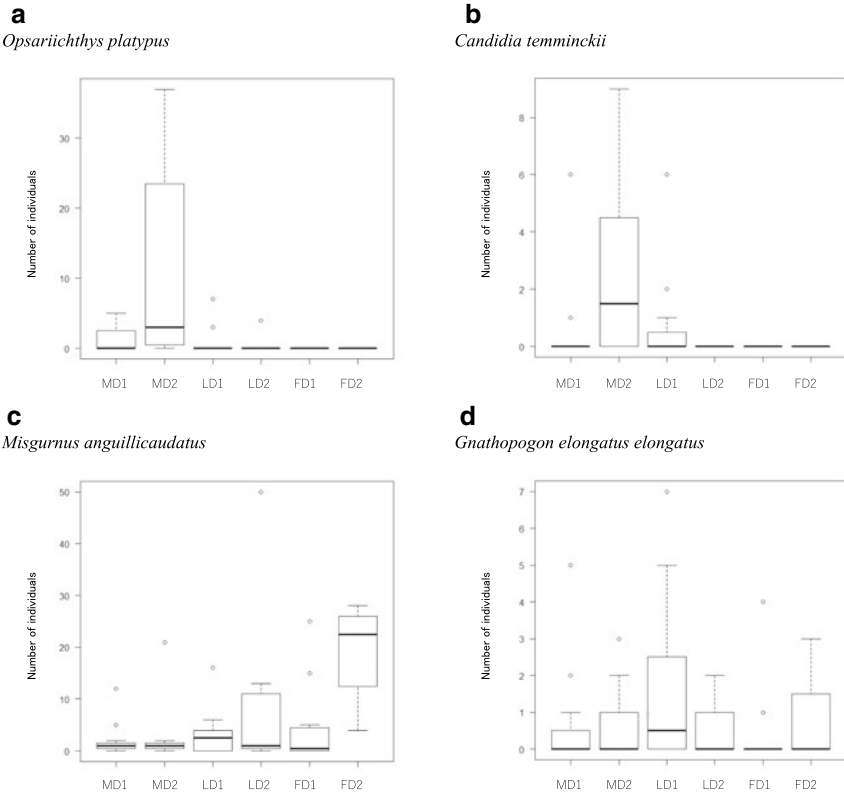 a
Opsariichthys platypus
Number of individuals
30
20
10
0
MD1 MD2 LD1 LD2 FD1 FD2
b
Candidia temminckii
Number of individuals
8
6
4
2
0
MD1 MD2 LD1 LD2 FD1 FD2
c
Misgurnus anguillicaudatus
Number of individuals
50
40
30
20
10
0
MD1 MD2 LD1 LD2 FD1 FD2
d
Gnathopogon elongatus elongatus
Number of individuals
7
6
5
4
3
2
1
0
MD1 MD2 LD1 LD2 FD1 FD2